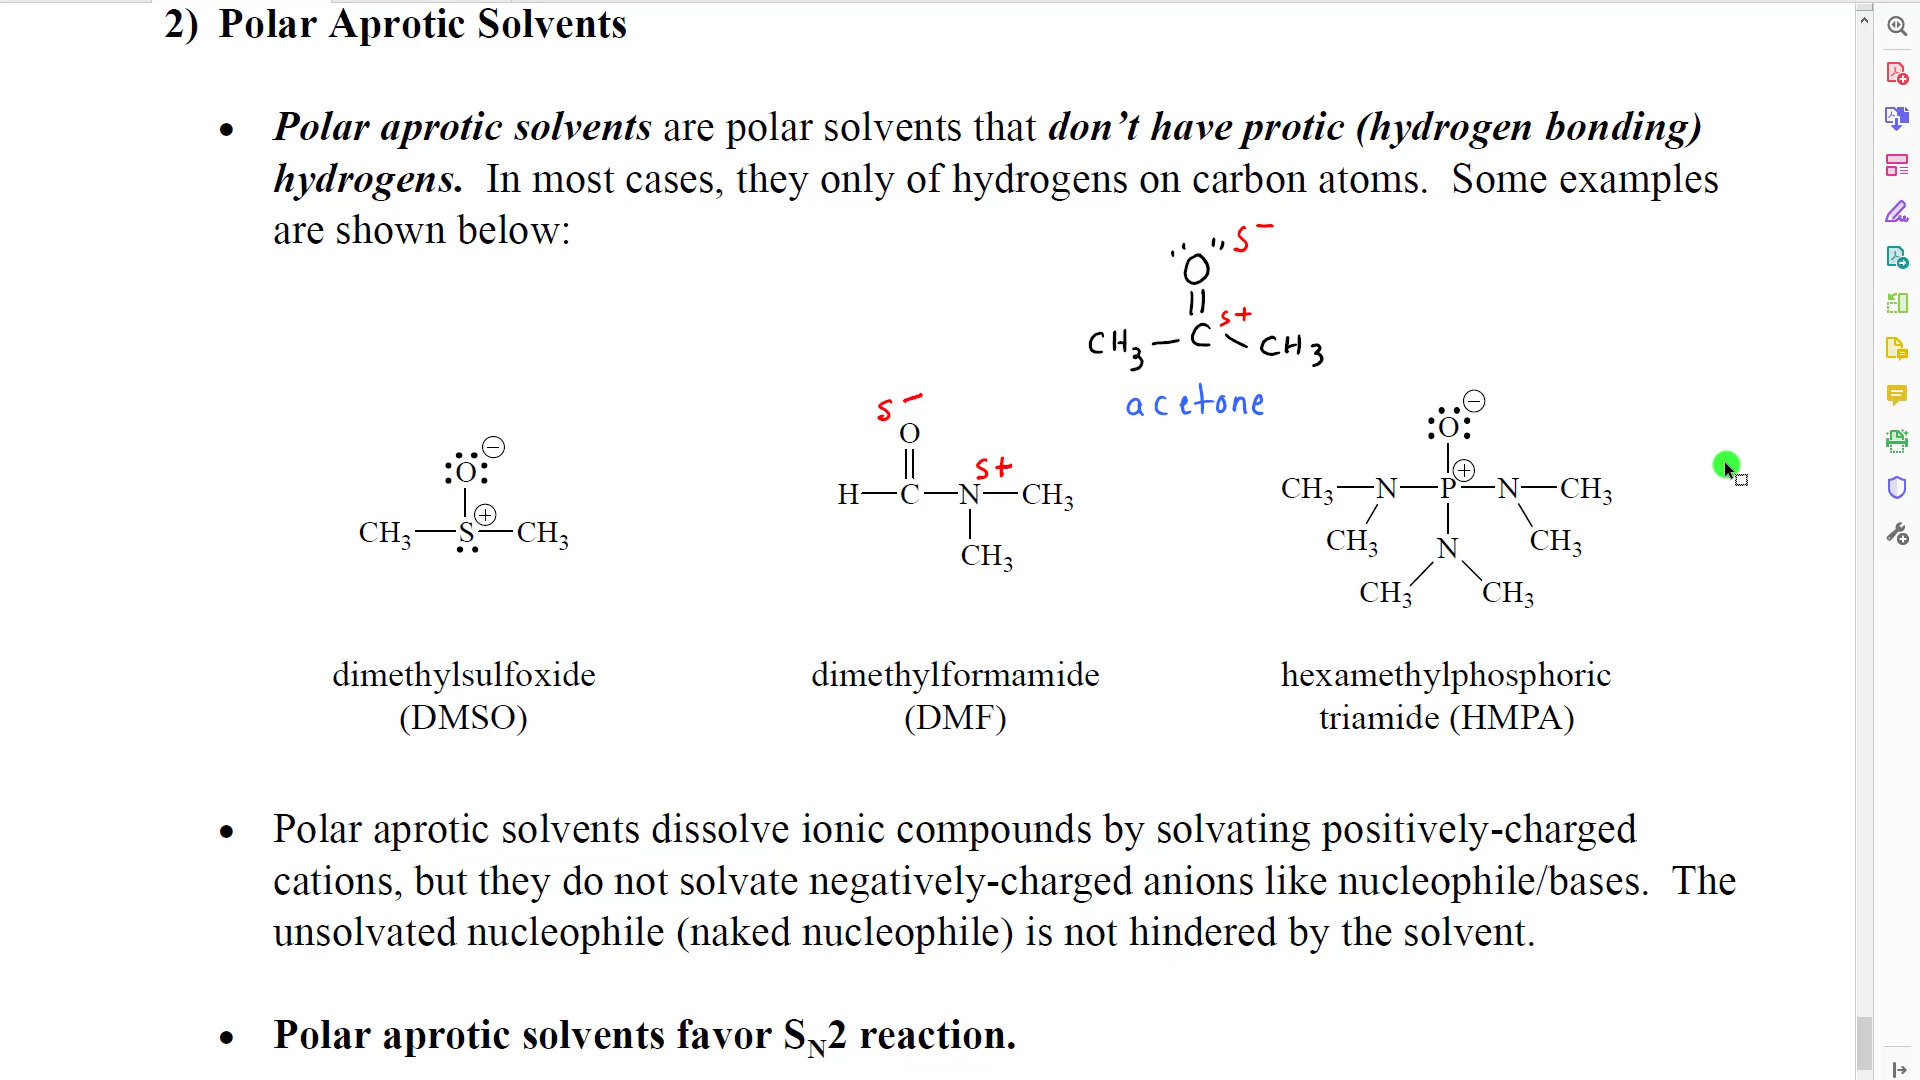 2) Polar Aprotic Solvents
• Polar aprotic solvents are polar solvents that don’t have protic (hydrogen bonding)
hydrogens. In most cases, they only of hydrogens on carbon atoms. Some examples
are shown below:
O δ−
CH3 — C δ+ CH3
acetone
δ−
O
H—C—N—CH3 δ+
CH3
O −
CH3—S—CH3 +
O −
CH3—N—P—N—CH3 +
CH3 N CH3
CH3 CH3
dimethylsulfoxide
(DMSO)
dimethylformamide
(DMF)
hexamethylphosphoric
triamide (HMPA)
• Polar aprotic solvents dissolve ionic compounds by solvating positively-charged
cations, but they do not solvate negatively-charged anions like nucleophile/bases. The
unsolvated nucleophile (naked nucleophile) is not hindered by the solvent.
• Polar aprotic solvents favor SN2 reaction.